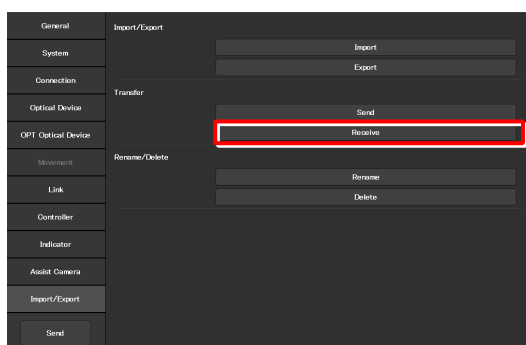 General
System
Connection
Optical Device
OPT Optical Device
Movement
Link
Controller
Indicator
Assist Camera
Import/Export
Send
Import/Export
Import
Export
Transfer
Send
Receive
Rename/Delete
Rename
Delete